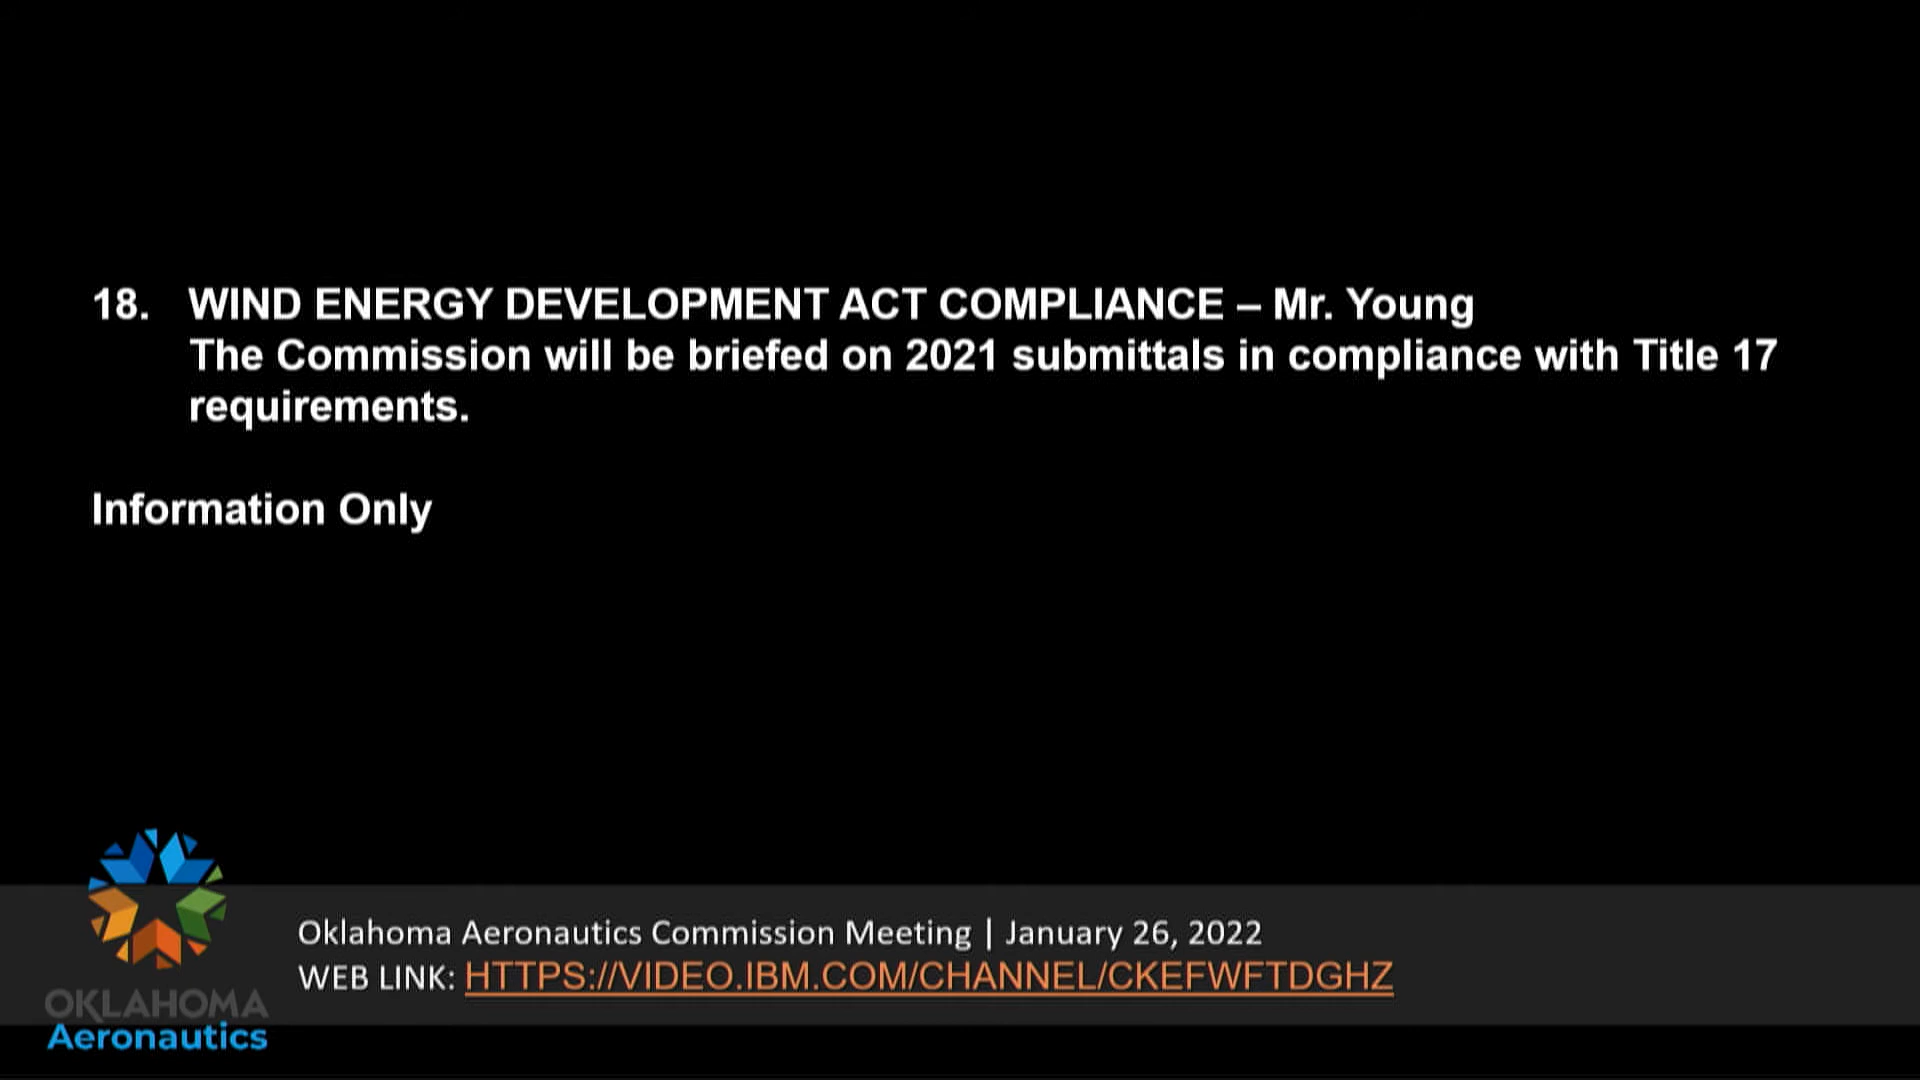 18. WIND ENERGY DEVELOPMENT ACT COMPLIANCE – Mr. Young
The Commission will be briefed on 2021 submittals in compliance with Title 17
requirements.
Information Only
Oklahoma Aeronautics Commission Meeting | January 26, 2022
WEB LINK: HTTPS://VIDEO.IBM.COM/CHANNEL/CKEFWFTDGHZ
OKLAHOMA
Aeronautics